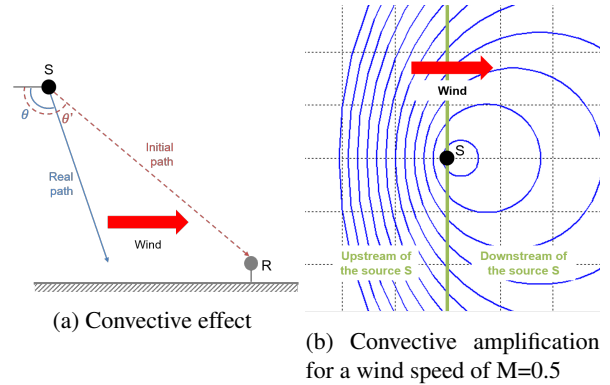 S
θ
θ'
Initial
path
Real
path
Wind
R
(a) Convective effect
Wind
S
Upstream of
the source S
Downstream of
the source S
(b) Convective amplification
for a wind speed of M=0.5